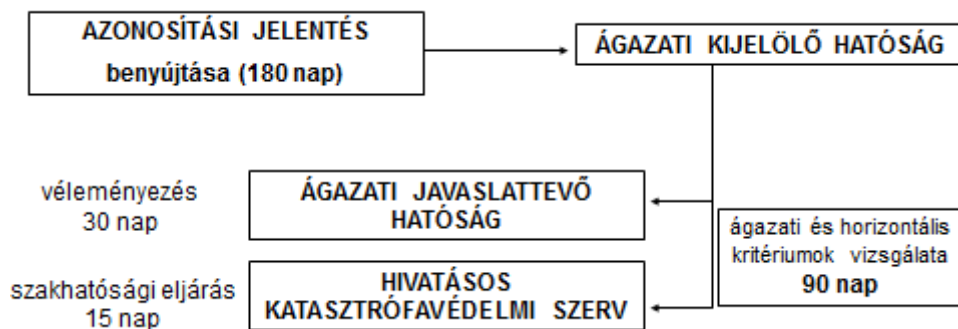 AZONOSÍTÁSI JELENTÉS
benyújtása (180 nap)
ÁGAZATI KIJELÖLŐ HATÓSÁG
véleményezés
30 nap
ÁGAZATI JAVASLATTEVŐ
HATÓSÁG
ágazati és horizontális
kritériumok vizsgálata
90 nap
szakhatósági eljárás
15 nap
HIVATÁSOS
KATASZTRÓFAVÉDELMI SZERV